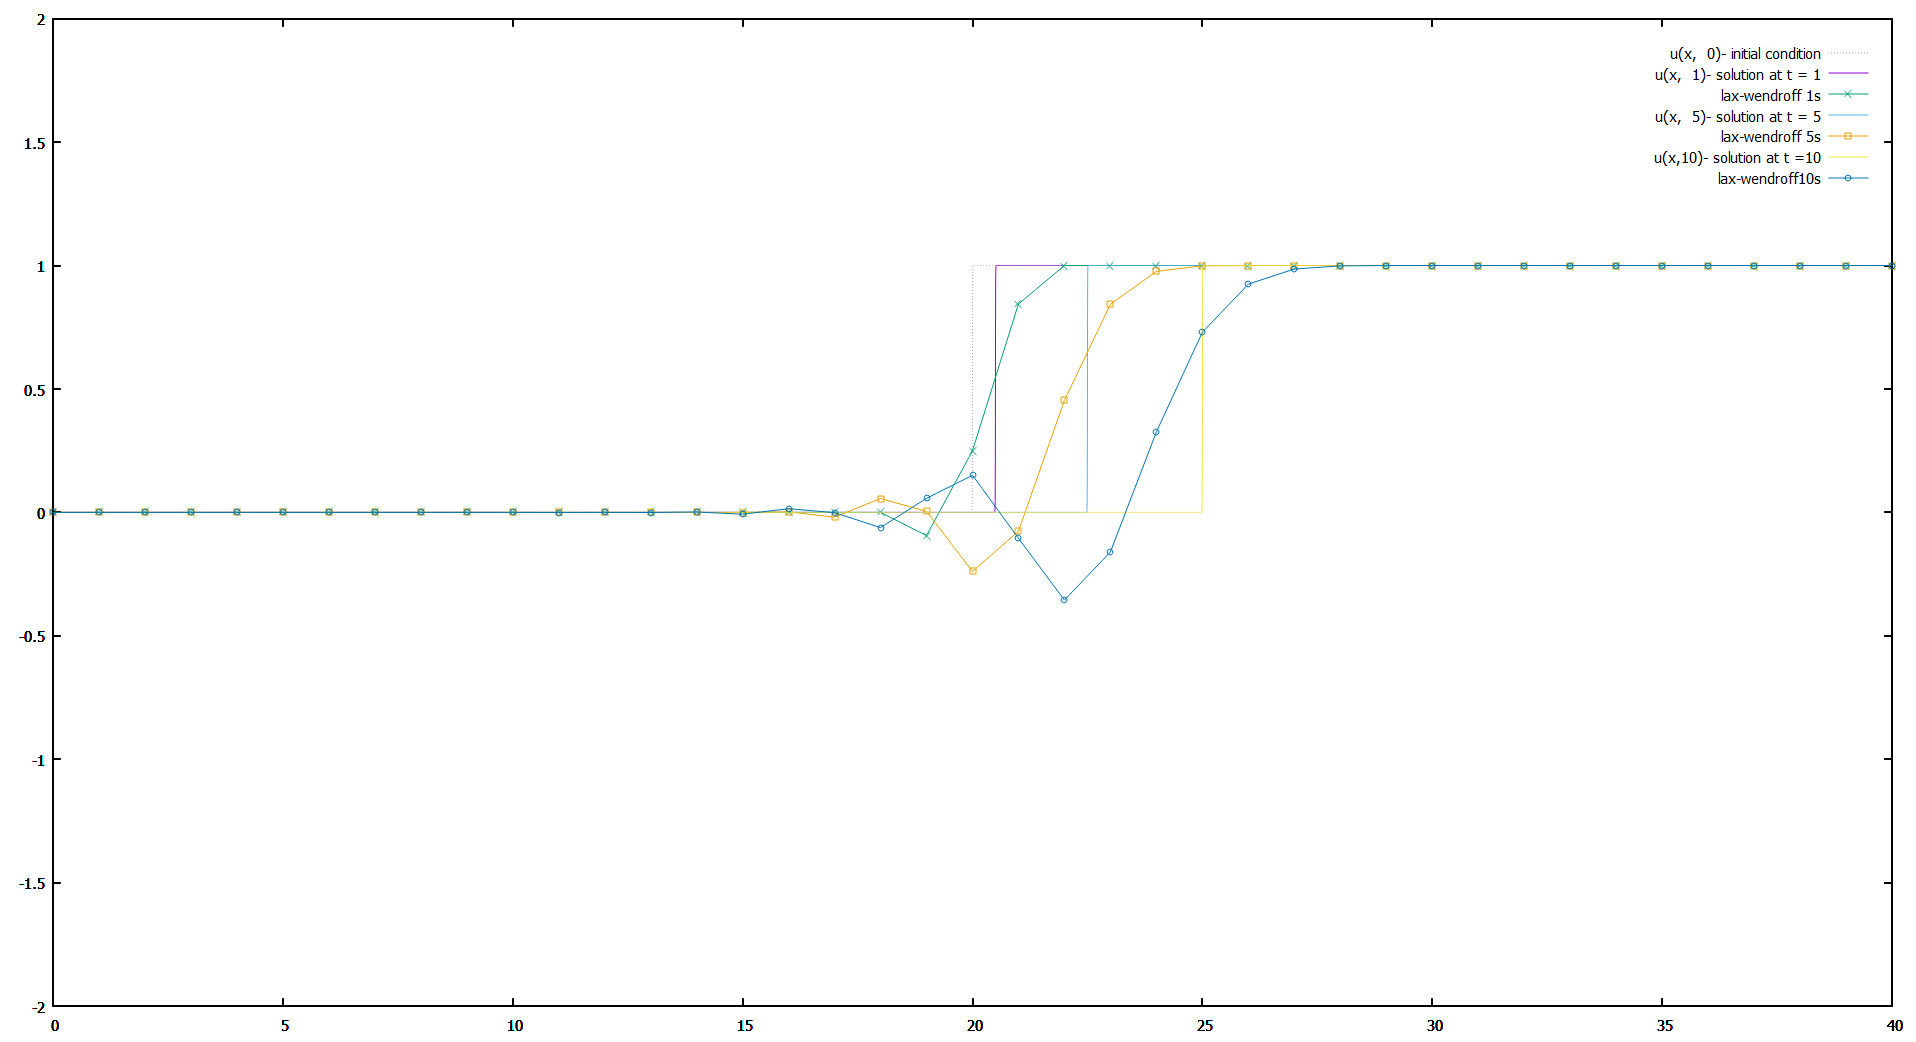 2
1.5
1
0.5
0
-0.5
-1
-1.5
-2
0 5 10 15 20 25 30 35 40
u(x,  0)- initial condition
u(x,  1)- solution at t = 1
lax-wendroff 1s
u(x,  5)- solution at t = 5
lax-wendroff 5s
u(x,10)- solution at t =10
lax-wendroff10s